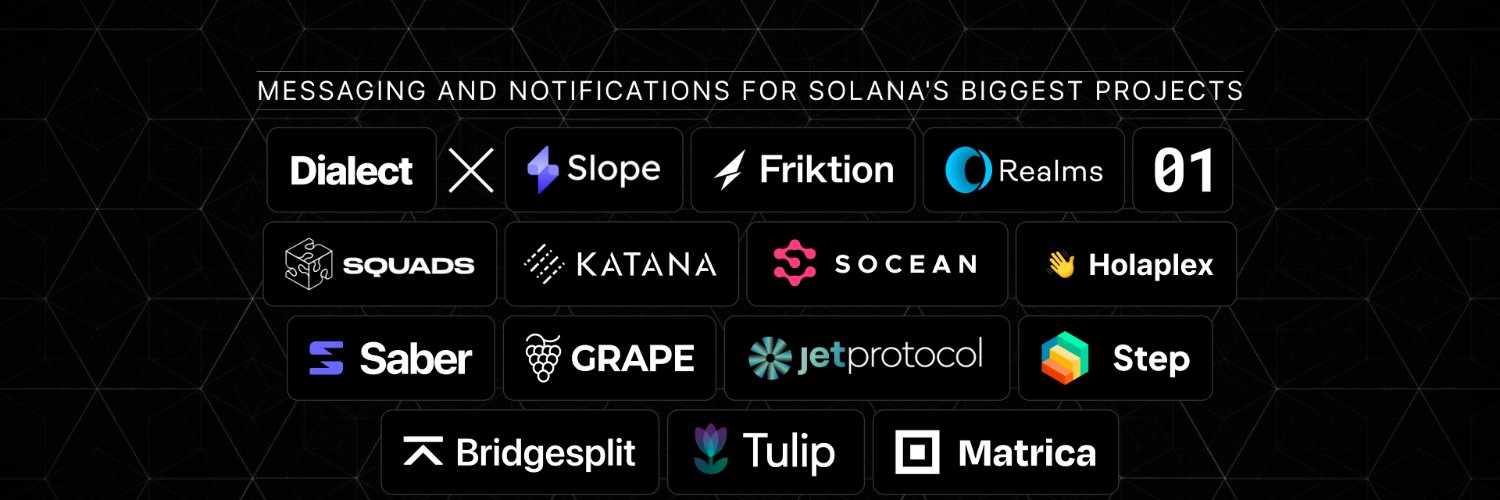 MESSAGING AND NOTIFICATIONS FOR SOLANA'S BIGGEST PROJECTS
Dialect Slope Friktion Realms 01
SQUADS KATANA SOCEAN Holaplex
Saber GRAPE jetprotocol Step
Bridgesplit Tulip Matrica